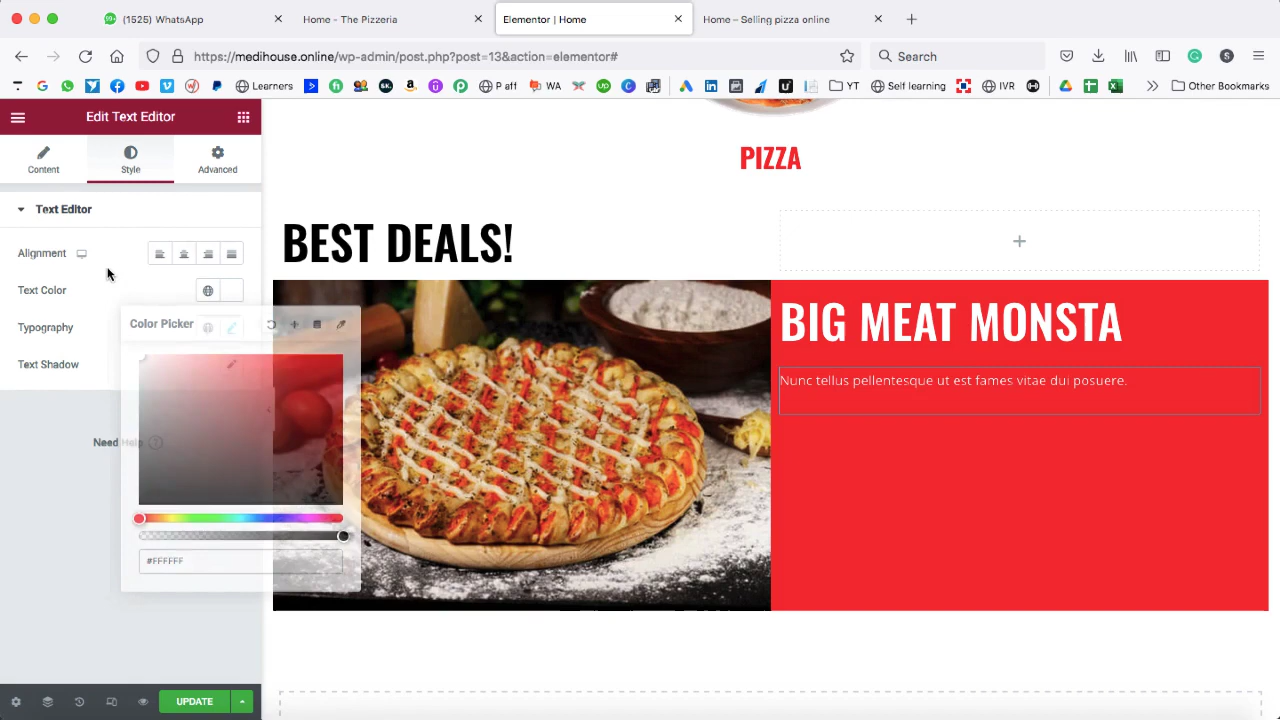 (1525) WhatsApp
Home - The Pizzeria
Elementor | Home
Home – Selling pizza online
https://medihouse.online/wp-admin/post.php?post=13&action=elementor#
Search
Learners
P aff
WA
YT
Self learning
IVR
Other Bookmarks
Edit Text Editor
Content
Style
Advanced
Text Editor
Alignment
Text Color
Typography
Text Shadow
Color Picker
#FFFFFF
Need Help
UPDATE
PIZZA
BEST DEALS!
BIG MEAT MONSTA
Nunc tellus pellentesque ut est fames vitae dui posuere.